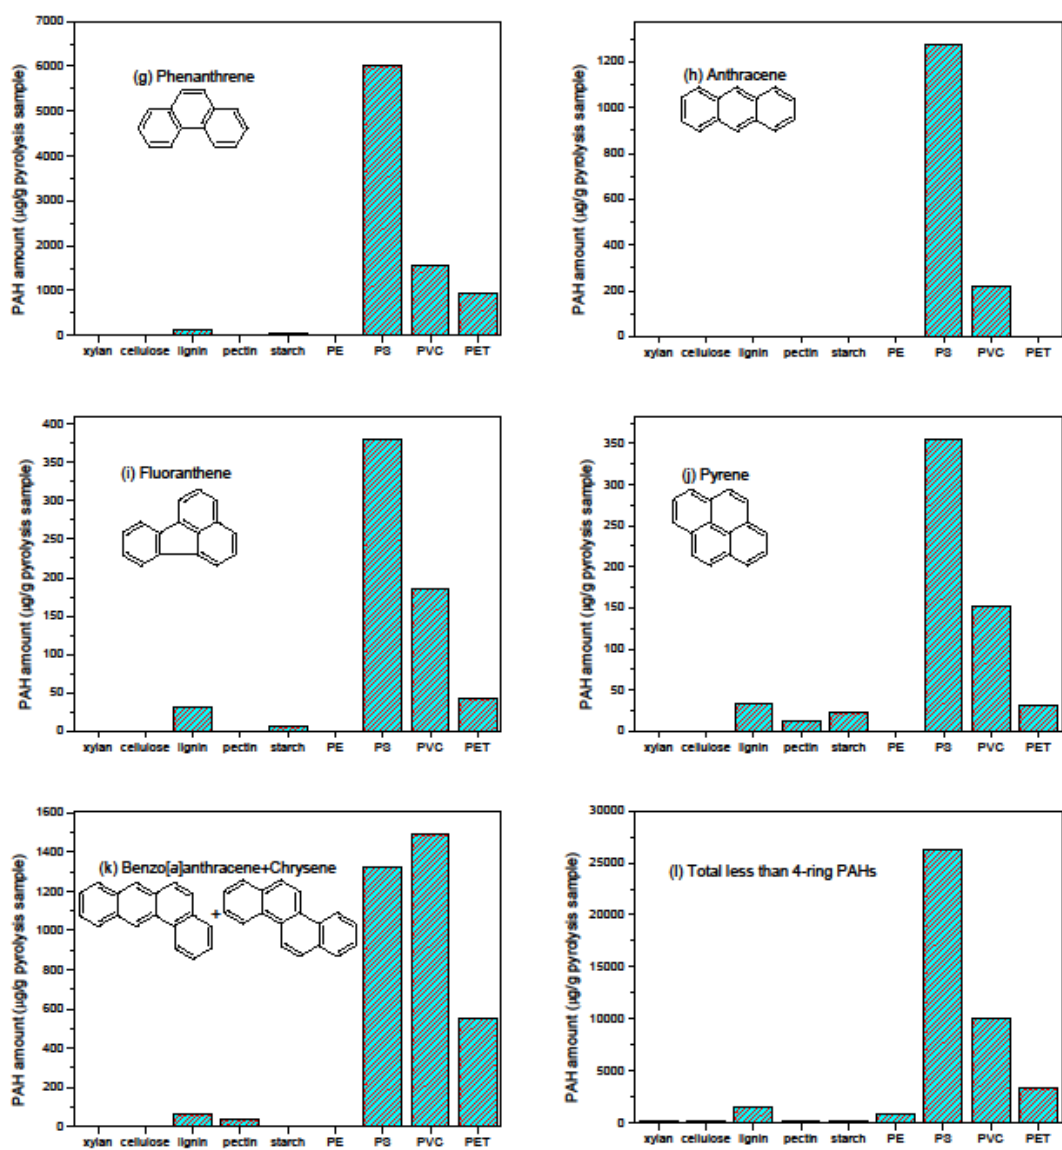 PAH amount (µg/g pyrolysis sample)
7000
6000
5000
4000
3000
2000
1000
0
(g) Phenanthrene
xylan cellulose lignin pectin starch PE PS PVC PET
PAH amount (µg/g pyrolysis sample)
1200
1000
800
600
400
200
0
(h) Anthracene
xylan cellulose lignin pectin starch PE PS PVC PET
PAH amount (µg/g pyrolysis sample)
400
350
300
250
200
150
100
50
0
(i) Fluoranthene
xylan cellulose lignin pectin starch PE PS PVC PET
PAH amount (µg/g pyrolysis sample)
350
300
250
200
150
100
50
0
(j) Pyrene
xylan cellulose lignin pectin starch PE PS PVC PET
PAH amount (µg/g pyrolysis sample)
1600
1400
1200
1000
800
600
400
200
0
(k) Benzo[a]anthracene+Chrysene
+
xylan cellulose lignin pectin starch PE PS PVC PET
PAH amount (µg/g pyrolysis sample)
30000
25000
20000
15000
10000
5000
0
(l) Total less than 4-ring PAHs
xylan cellulose lignin pectin starch PE PS PVC PET